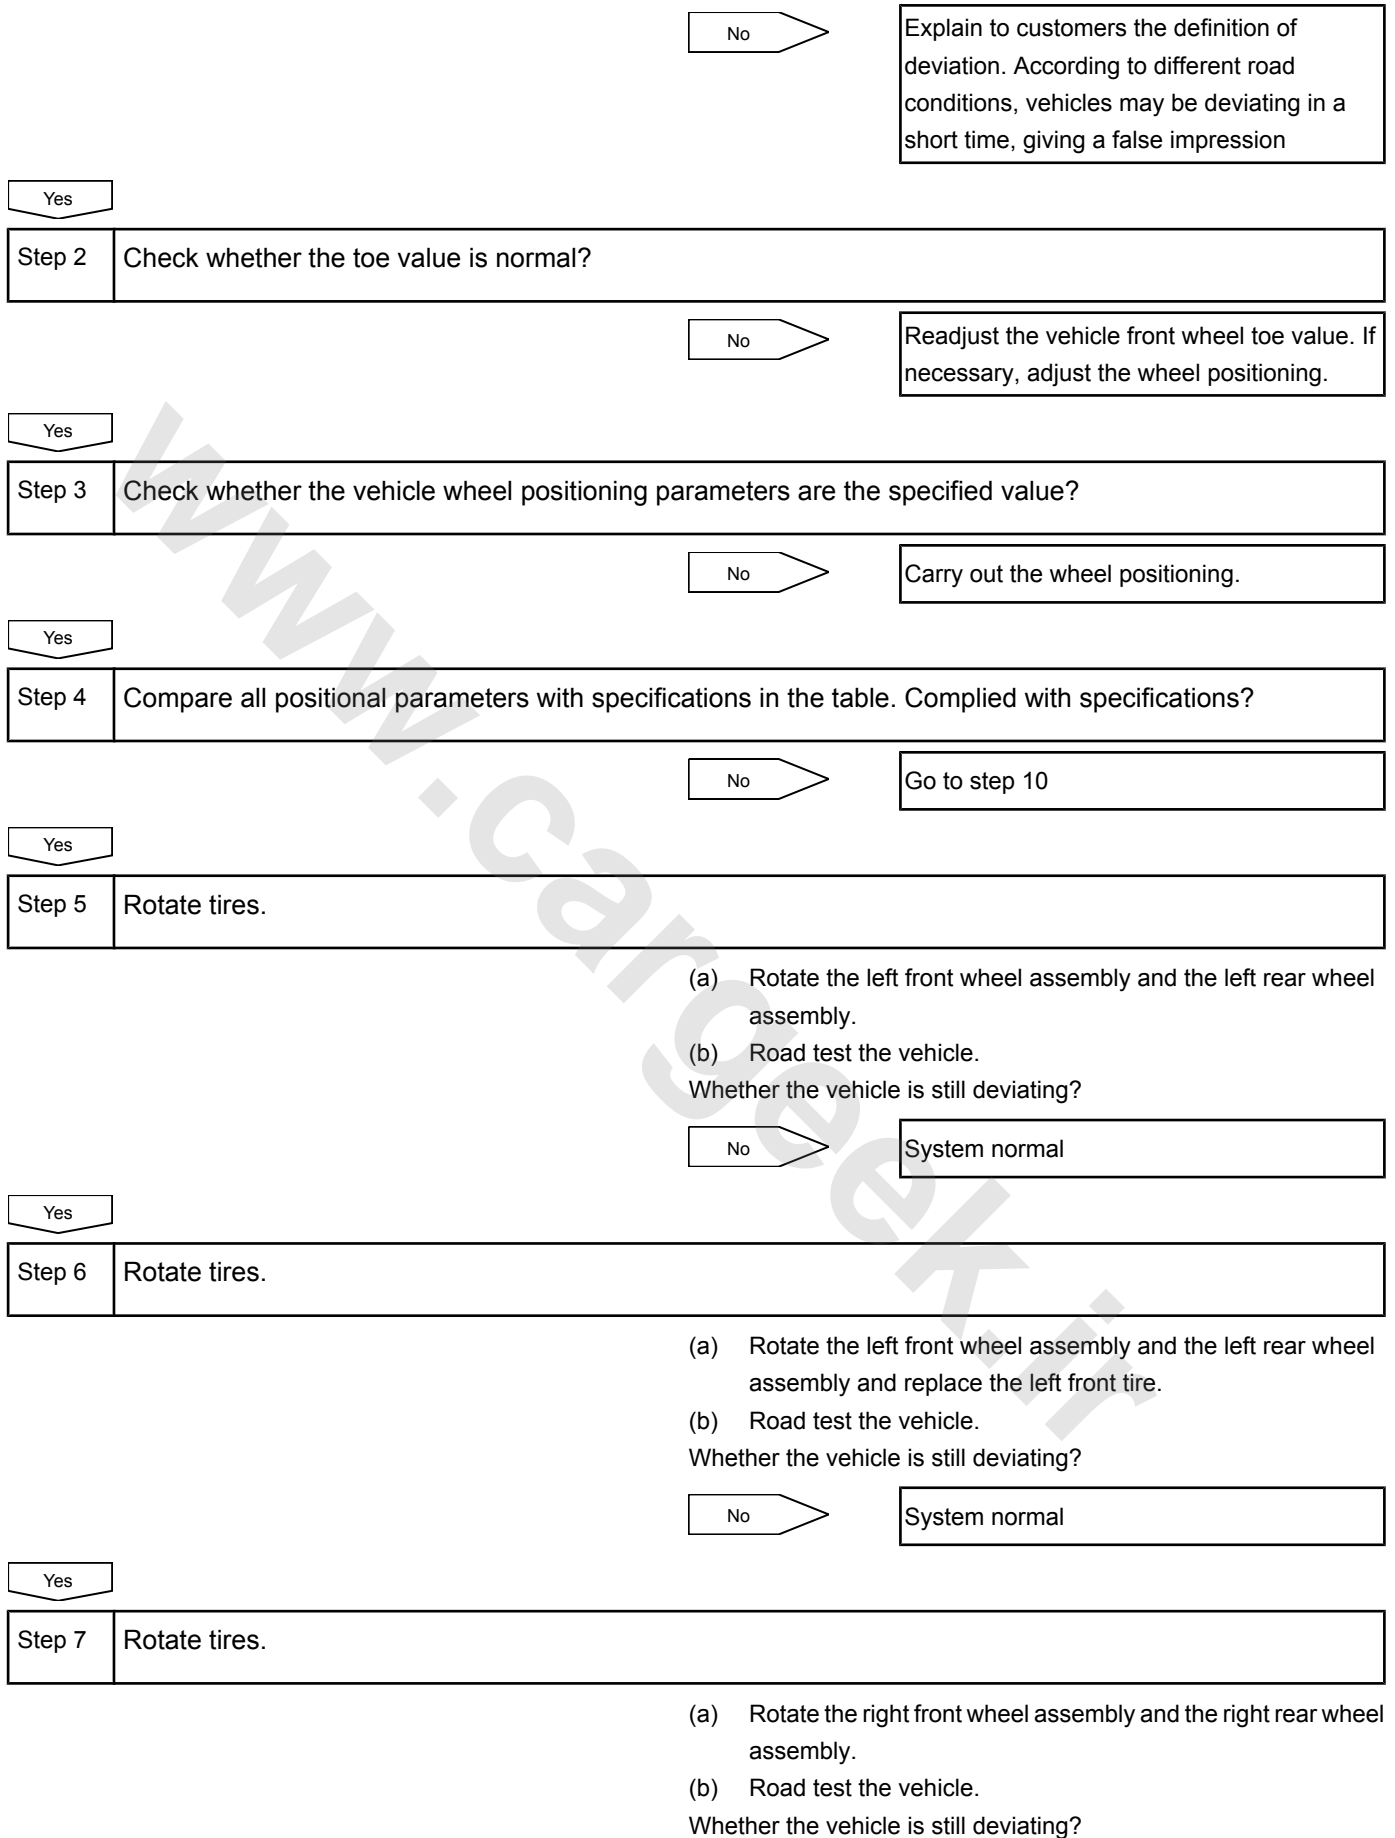 No
Explain to customers the definition of
deviation. According to different road
conditions, vehicles may be deviating in a
short time, giving a false impression
Yes
Step 2 Check whether the toe value is normal?
No
Readjust the vehicle front wheel toe value. If
necessary, adjust the wheel positioning.
Yes
Step 3 Check whether the vehicle wheel positioning parameters are the specified value?
No
Carry out the wheel positioning.
Yes
Step 4 Compare all positional parameters with specifications in the table. Complied with specifications?
No
Go to step 10
Yes
Step 5 Rotate tires.
(a) Rotate the left front wheel assembly and the left rear wheel
assembly.
(b) Road test the vehicle.
Whether the vehicle is still deviating?
No
System normal
Yes
Step 6 Rotate tires.
(a) Rotate the left front wheel assembly and the left rear wheel
assembly and replace the left front tire.
(b) Road test the vehicle.
Whether the vehicle is still deviating?
No
System normal
Yes
Step 7 Rotate tires.
(a) Rotate the right front wheel assembly and the right rear wheel
assembly.
(b) Road test the vehicle.
Whether the vehicle is still deviating?
www.cargeek.ir